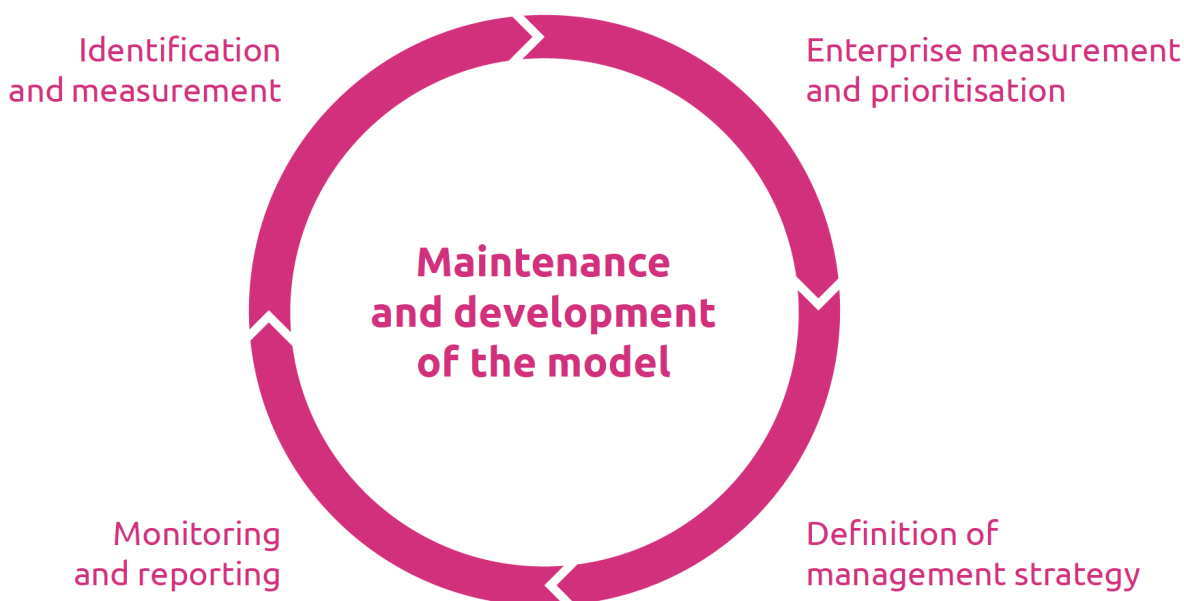 Identification
and measurement
Enterprise measurement
and prioritisation
Maintenance
and development
of the model
Monitoring
and reporting
Definition of
management strategy